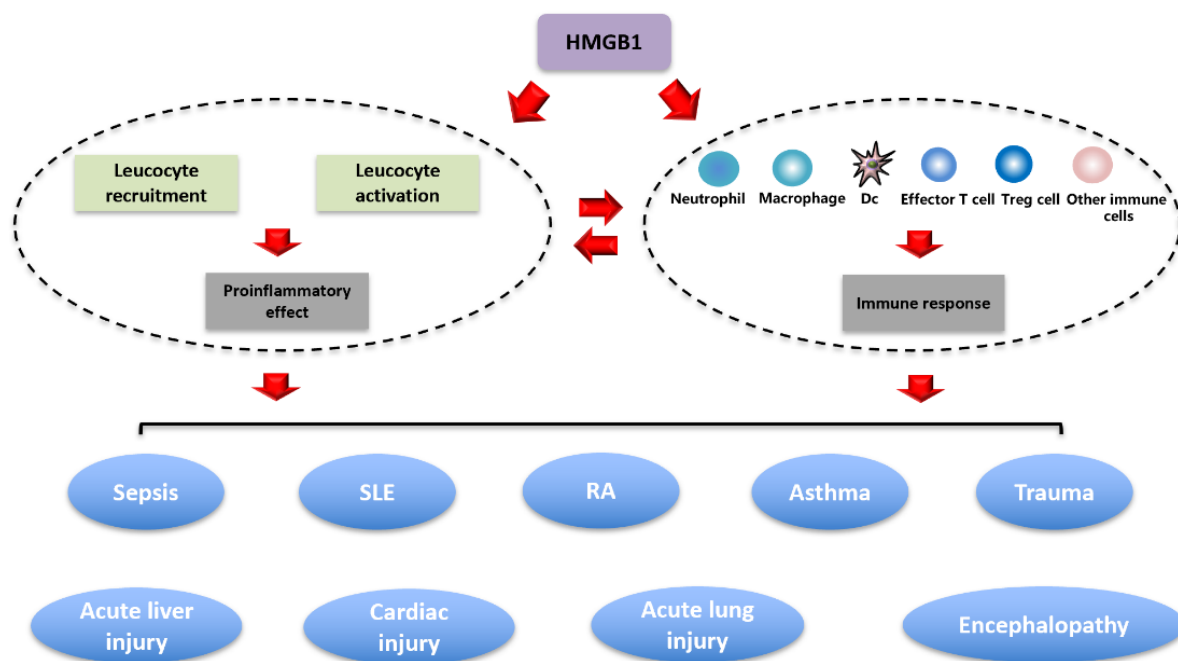 HMGB1
Leucocyte
recruitment
Leucocyte
activation
Proinflammatory
effect
Neutrophil
Macrophage
Dc
Effector T cell
Treg cell
Other immune
cells
Immune response
Sepsis
SLE
RA
Asthma
Trauma
Acute liver
injury
Cardiac
injury
Acute lung
injury
Encephalopathy